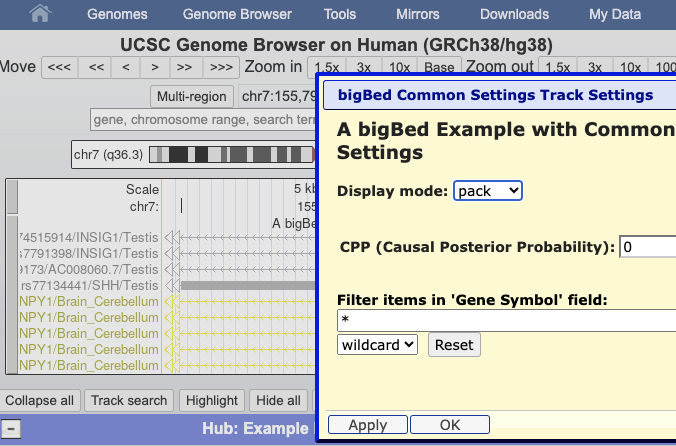 Genomes Genome Browser Tools Mirrors Downloads My Data
UCSC Genome Browser on Human (GRCh38/hg38)
Move <<< << < > >> >>> Zoom in 1.5x 3x 10x Base Zoom out 1.5x 3x 10x 100
Multi-region chr7:155,79
gene, chromosome range, search
chr7 (q36.3)
Scale 5 kb
chr7: 155
A bigBe
74515914/INSIG1/Testis
s7791398/INSIG1/Testis
9173/AC008060.7/Testis
rs77134441/SHH/Testis
NPY1/Brain_Cerebellum
NPY1/Brain_Cerebellum
NPY1/Brain_Cerebellum
NPY1/Brain_Cerebellum
NPY1/Brain_Cerebellum
Collapse all Track search Highlight Hide all
− Hub: Example
bigBed Common Settings Track Settings
A bigBed Example with Common
Settings
Display mode: pack
CPP (Causal Posterior Probability): 0
Filter items in 'Gene Symbol' field:
*
wildcard Reset
Apply OK